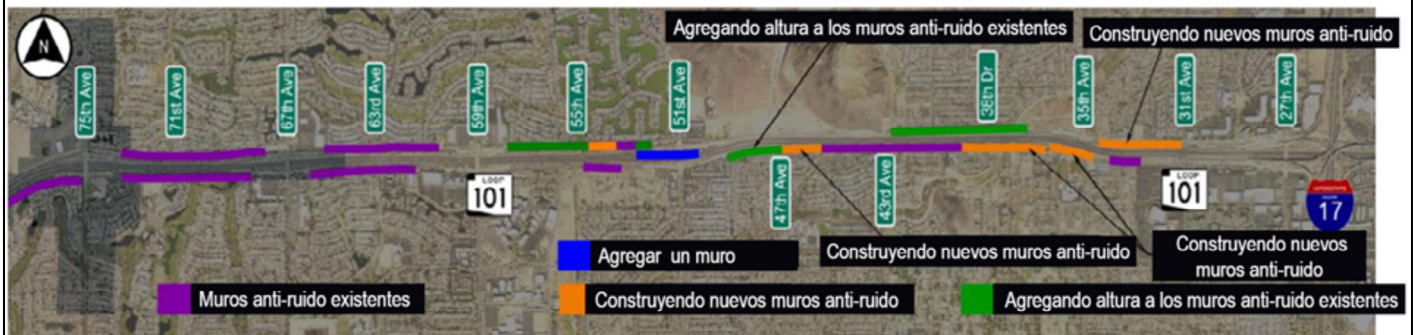 Agregando altura a los muros anti-ruido existentes
Construyendo nuevos muros anti-ruido
N
75th Ave
71st Ave
67th Ave
63rd Ave
59th Ave
55th Ave
51st Ave
38th Dr
35th Ave
31st Ave
27th Ave
47th Ave
43rd Ave
LOOP
101
LOOP
101
INTERSTATE
17
Agregar un muro
Construyendo nuevos muros anti-ruido
Construyendo nuevos
muros anti-ruido
Muros anti-ruido existentes
Construyendo nuevos muros anti-ruido
Agregando altura a los muros anti-ruido existentes